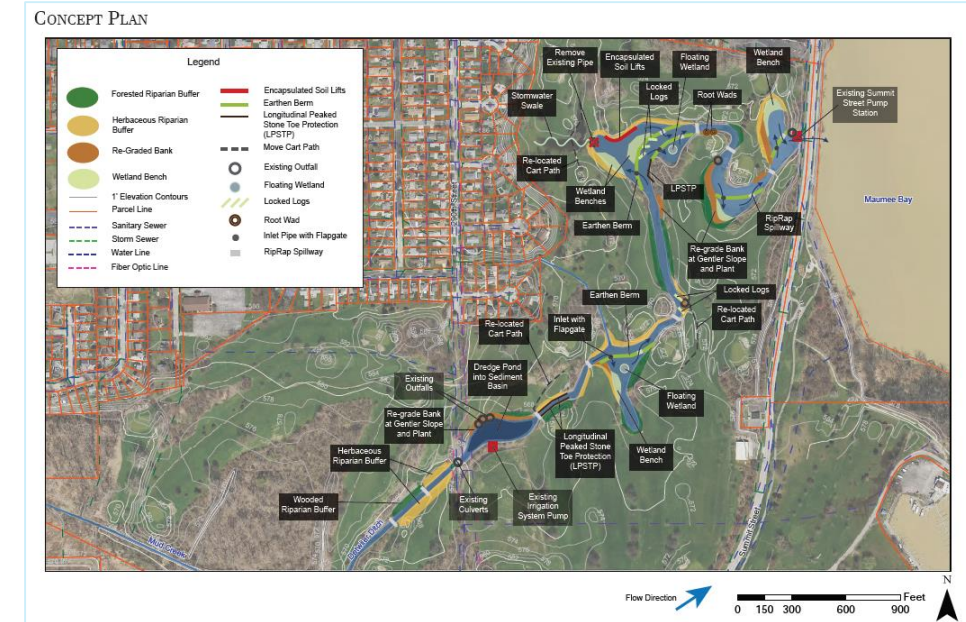 CONCEPT PLAN
Legend
Forested Riparian Buffer
Herbaceous Riparian
Buffer
Re-Graded Bank
Wetland Bench
1' Elevation Contours
Parcel Line
Sanitary Sewer
Storm Sewer
Water Line
Fiber Optic Line
Encapsulated Soil Lifts
Earthen Berm
Longitudinal Peaked
Stone Toe Protection
(LPSTP)
Move Cart Path
Existing Outfall
Floating Wetland
Locked Logs
Root Wad
Inlet Pipe with Flapgate
RipRap Spillway
Remove
Existing Pipe
Encapsulated
Soil Lifts
Floating
Wetland
Wetland
Bench
Stormwater
Swale
Locked
Logs
Root Wads
Existing Summit
Street Pump
Station
Re-located
Cart Path
Wetland
Benches
LPSTP
Maumee Bay
Earthen Berm
RipRap
Spillway
Re-grade Bank
at Gentler Slope
and Plant
Earthen Berm
Locked Logs
Re-located
Cart Path
Inlet with
Flapgate
Re-located
Cart Path
Dredge Pond
into Sediment
Basin
Existing
Outfalls
Floating
Wetland
Re-grade Bank
at Gentler Slope
and Plant
Herbaceous
Riparian Buffer
Longitudinal
Peaked Stone
Toe Protection
(LPSTP)
Wetland
Bench
Wooded
Riparian Buffer
Existing
Culverts
Existing
Irrigation
System Pump
Mud Creek
Summit Street
Flow Direction
N
Feet
0 150 300 600 900